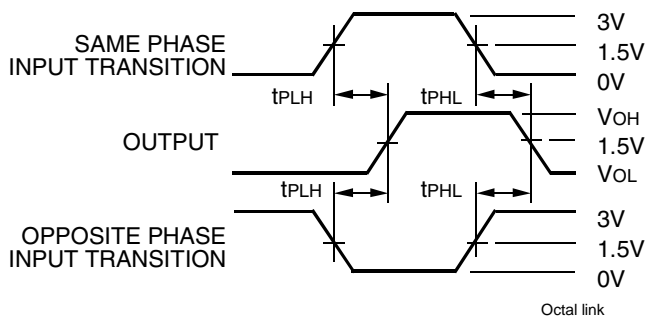 SAME PHASE
INPUT TRANSITION
3V
1.5V
0V
tPLH
tPHL
OUTPUT
VOH
1.5V
VOL
tPLH
tPHL
OPPOSITE PHASE
INPUT TRANSITION
3V
1.5V
0V
Octal link